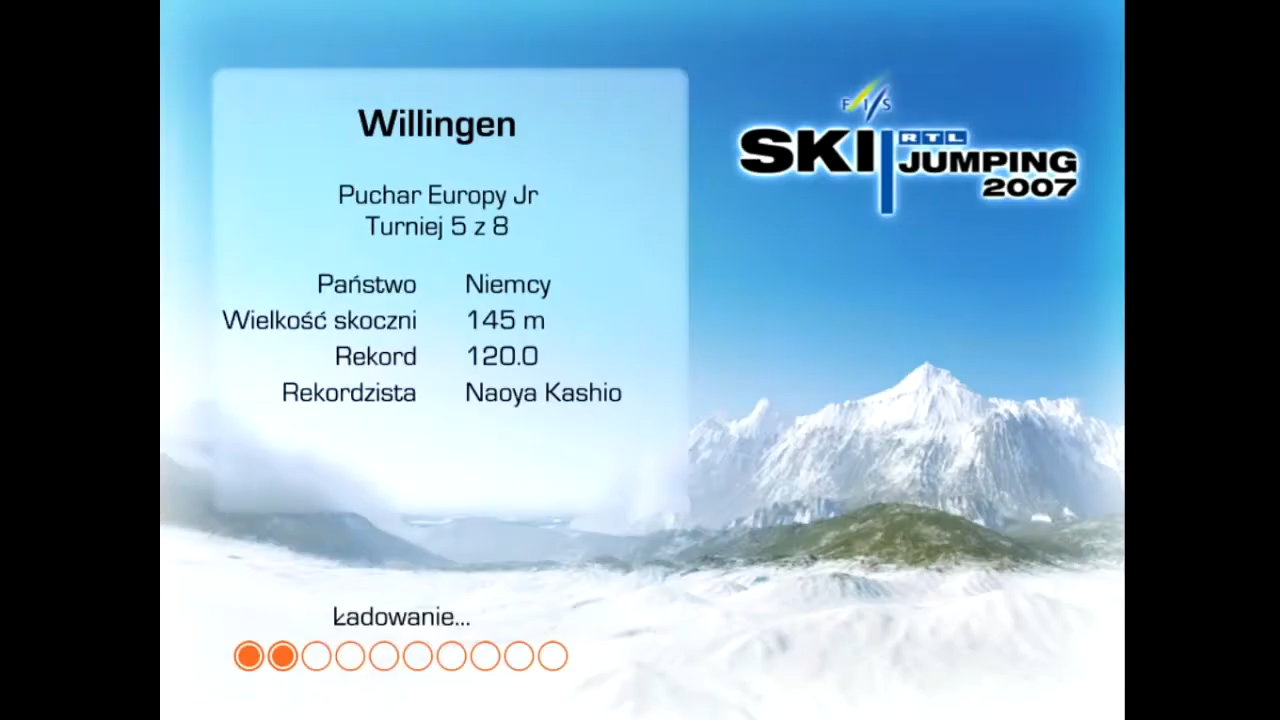 Willingen
Puchar Europy Jr
Turniej 5 z 8
Państwo Niemcy
Wielkość skoczni 145 m
Rekord 120.0
Rekordzista Naoya Kashio
Ładowanie...
FIS
SKI RTL JUMPING
2007